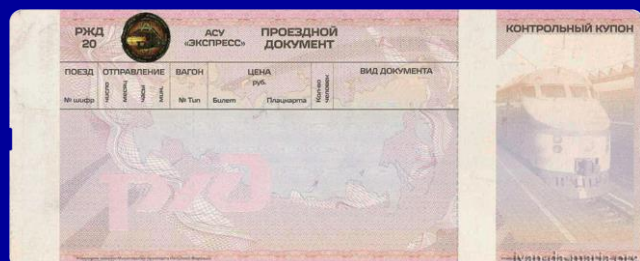 РЖД
20
АСУ
«ЭКСПРЕСС»
ПРОЕЗДНОЙ
ДОКУМЕНТ
КОНТРОЛЬНЫЙ КУПОН
ПОЕЗД ОТПРАВЛЕНИЕ ВАГОН ЦЕНА ВИД ДОКУМЕНТА
руб.
№ шифр число месяц часы мин. № Тип Билет Плацкарта Кол-во человек
РЖД